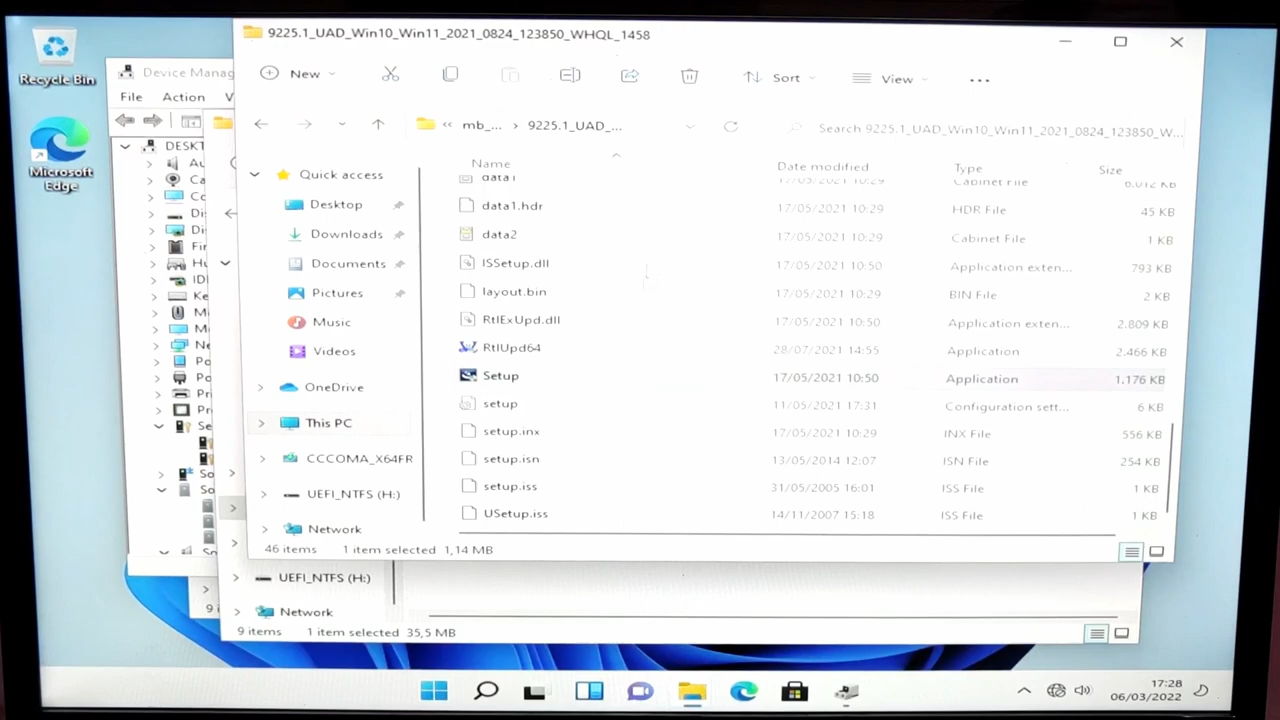 9225.1_UAD_Win10_Win11_2021_0824_123850_WHQL_1458
Recycle Bin
Microsoft
Edge
Device Manag
File Action V
New Sort View ...
« mb_... › 9225.1_UAD_...
Search 9225.1_UAD_Win10_Win11_2021_0824_123850_W...
DESKT
Au
Ca
Co
Di
Di
Fir
Hu
IDI
Ke
Mi
Mo
Ne
Po
Po
Pri
Pr
Se
So
So
So
Quick access
Desktop
Downloads
Documents
Pictures
Music
Videos
OneDrive
This PC
CCCOMA_X64FR
UEFI_NTFS (H:)
Network
Name Date modified Type Size
data1 17/05/2021 10:29 Cabinet File
data1.hdr 17/05/2021 10:29 HDR File 45 KB
data2 17/05/2021 10:29 Cabinet File 1 KB
ISSetup.dll 17/05/2021 10:50 Application exten... 793 KB
layout.bin 17/05/2021 10:29 BIN File 2 KB
RtlExUpd.dll 17/05/2021 10:50 Application exten... 2.809 KB
RtlUpd64 28/07/2021 14:55 Application 2.466 KB
Setup 17/05/2021 10:50 Application 1.176 KB
setup 11/05/2021 17:31 Configuration sett... 6 KB
setup.inx 17/05/2021 10:29 INX File 556 KB
setup.isn 13/05/2014 12:07 ISN File 254 KB
setup.iss 31/05/2005 16:01 ISS File 1 KB
USetup.iss 14/11/2007 15:18 ISS File 1 KB
46 items 1 item selected 1,14 MB
UEFI_NTFS (H:)
Network
9 i
9 items 1 item selected 35,5 MB
17:28
06/03/2022